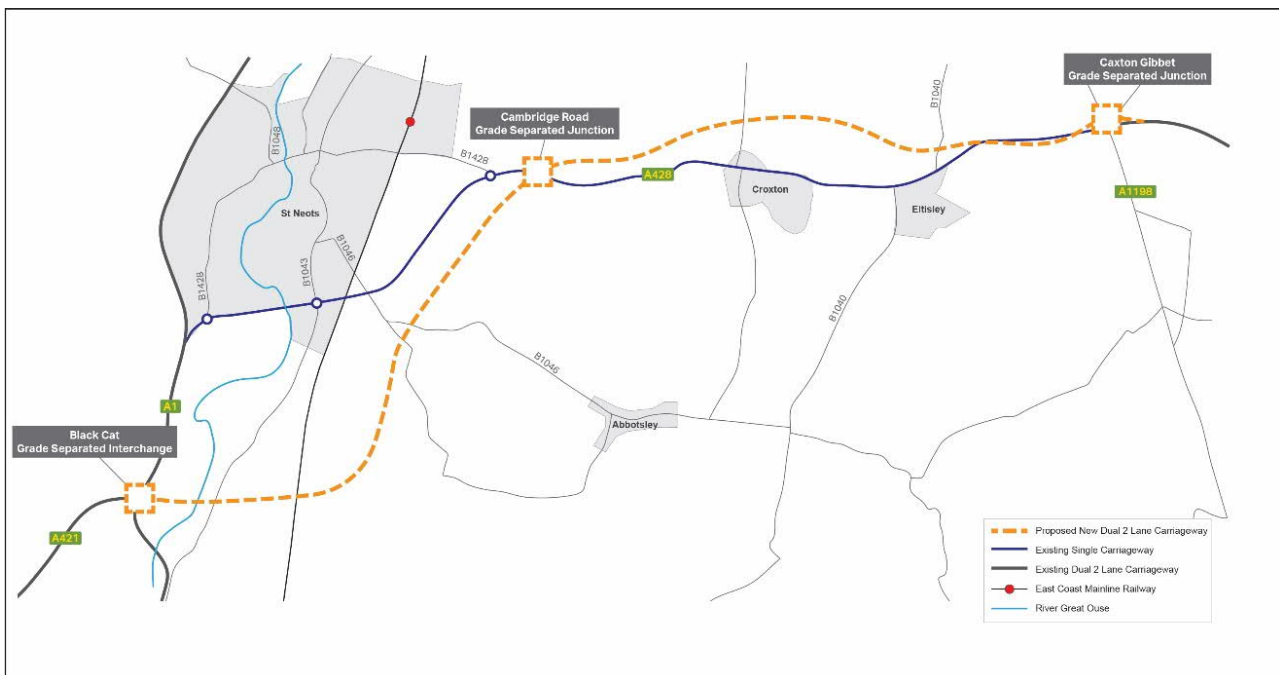 Caxton Gibbet
Grade Separated Junction
Cambridge Road
Grade Separated Junction
B1040
B1048
B1428
A428
Croxton
Eltisley
A1198
St Neots
B1046
B1043
B1428
B1040
B1046
A1
Abbotsley
Black Cat
Grade Separated Interchange
A421
Proposed New Dual 2 Lane Carriageway
Existing Single Carriageway
Existing Dual 2 Lane Carriageway
East Coast Mainline Railway
River Great Ouse